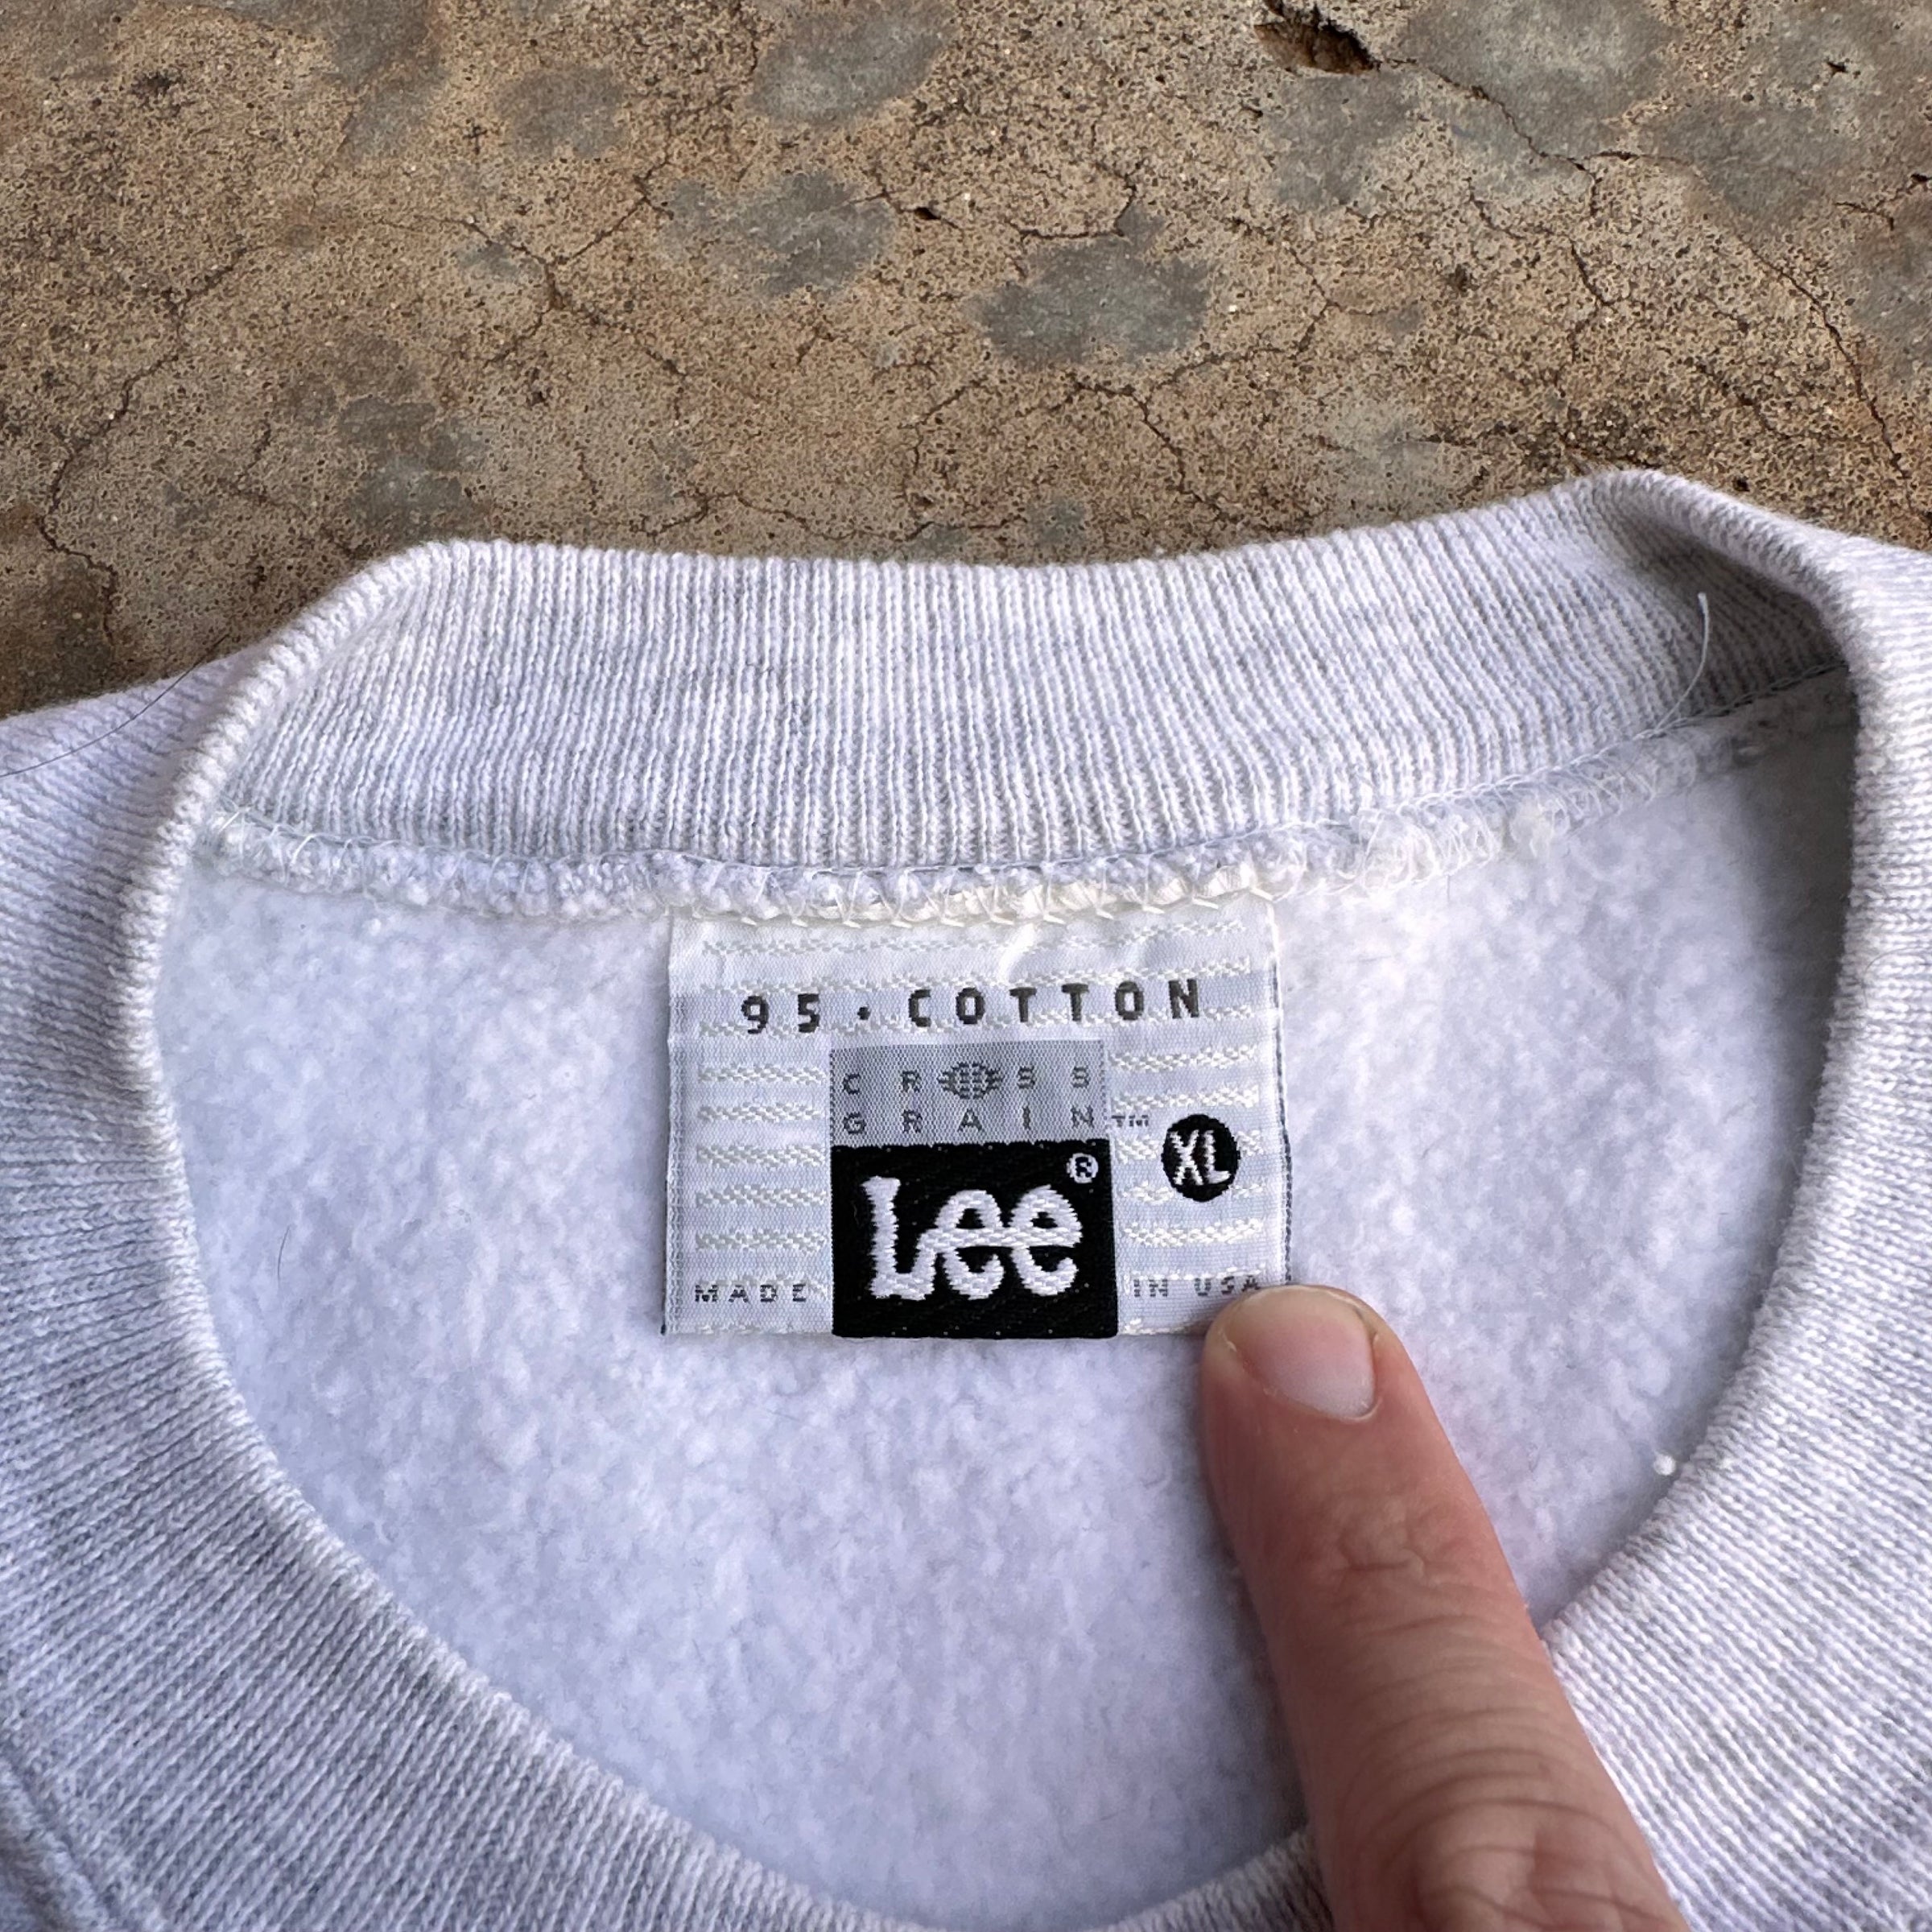 95 • COTTON
CROSS
GRAIN™
XL
Lee®
MADE IN USA